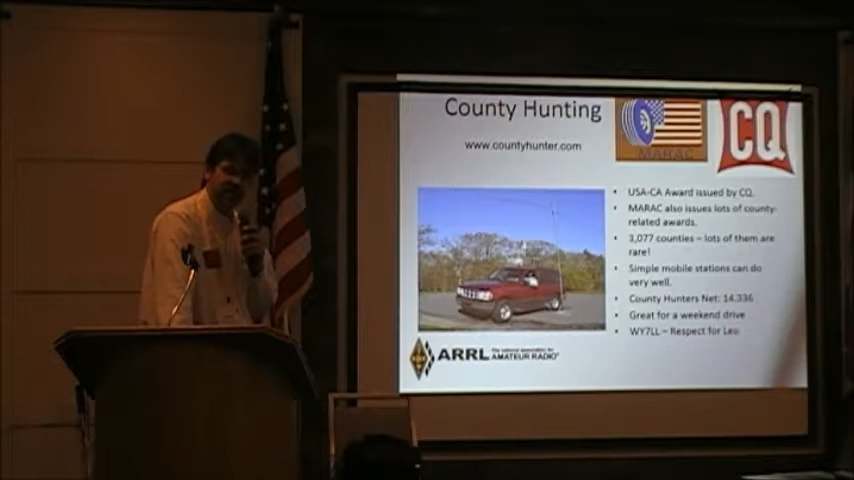 County Hunting
www.countyhunter.com
MARAC
CQ
• USA-CA Award issued by CQ.
• MARAC also issues lots of county-
related awards.
• 3,077 counties – lots of them are
rare!
• Simple mobile stations can do
very well.
• County Hunters Net: 14.336
• Great for a weekend drive
• WY7LL – Respect for Leo
ARRL The national association for
AMATEUR RADIO®